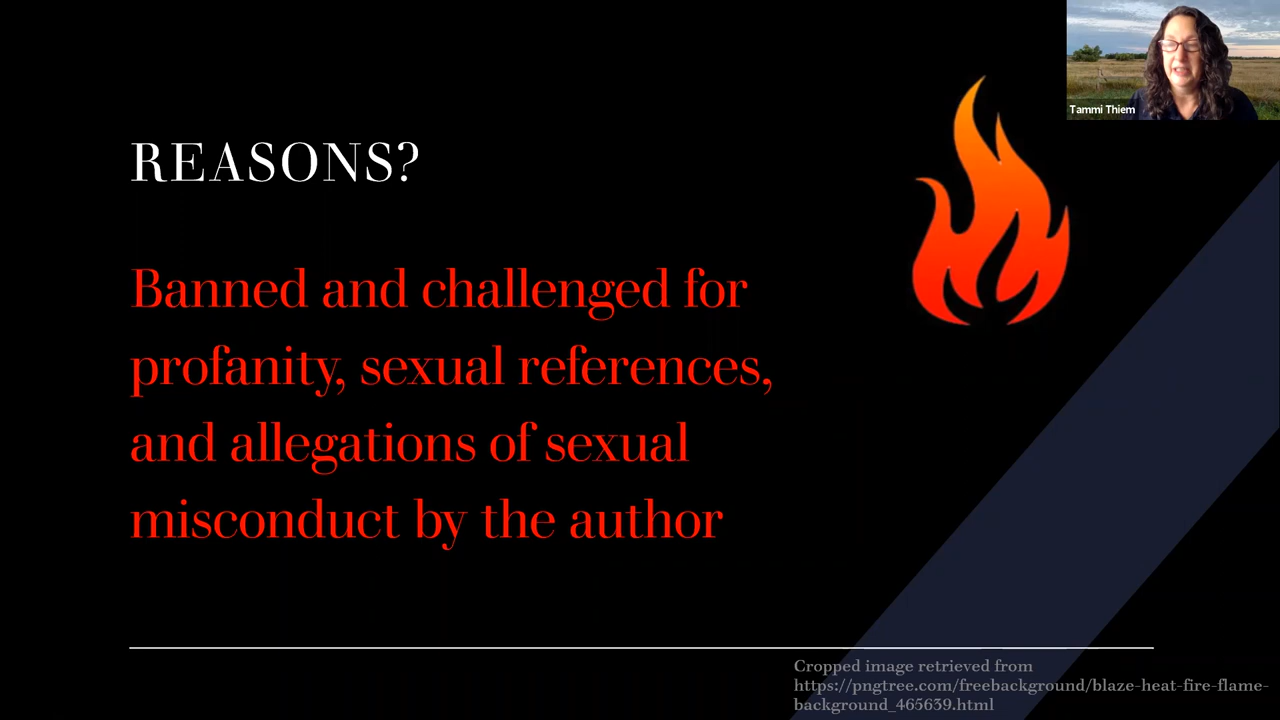 Tammi Thiem
REASONS?
Banned and challenged for
profanity, sexual references,
and allegations of sexual
misconduct by the author
Cropped image retrieved from
https://pngtree.com/freebackground/blaze-heat-fire-flame-
background_465639.html